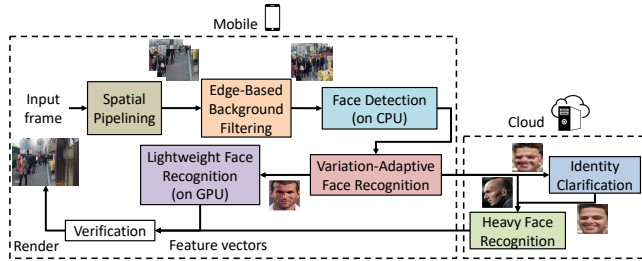 Mobile
Input
frame
Spatial
Pipelining
Edge-Based
Background
Filtering
Face Detection
(on CPU)
Cloud
Lightweight Face
Recognition
(on GPU)
Variation-Adaptive
Face Recognition
Identity
Clarification
Heavy Face
Recognition
Verification
Render
Feature vectors